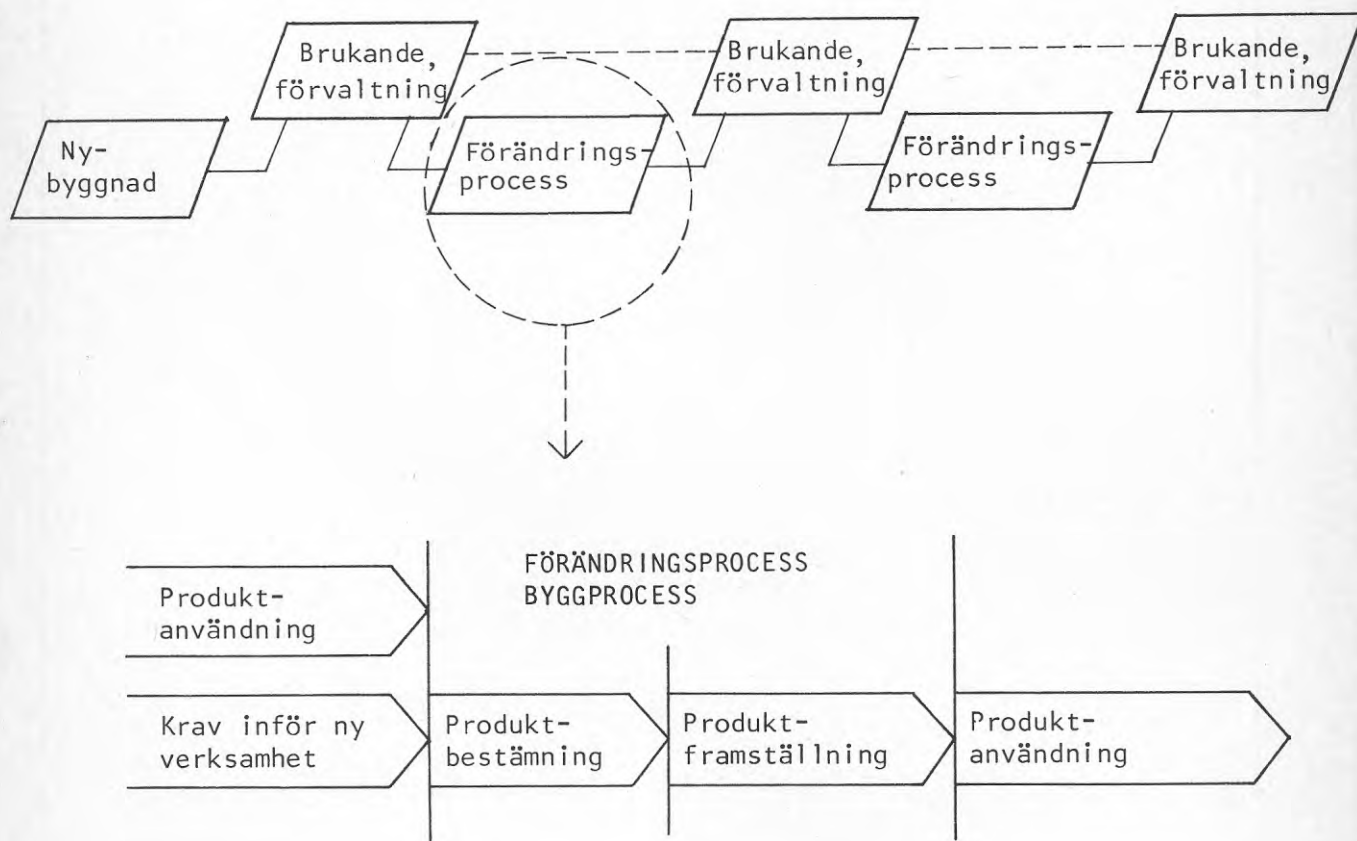 Brukande,
förvaltning
Brukande,
förvaltning
Brukande,
förvaltning
Ny-
byggnad
Förändrings-
process
Förändrings-
process
FÖRÄNDRINGSPROCESS
BYGGPROCESS
Produkt-
användning
Krav inför ny
verksamhet
Produkt-
bestämning
Produkt-
framställning
Produkt-
användning